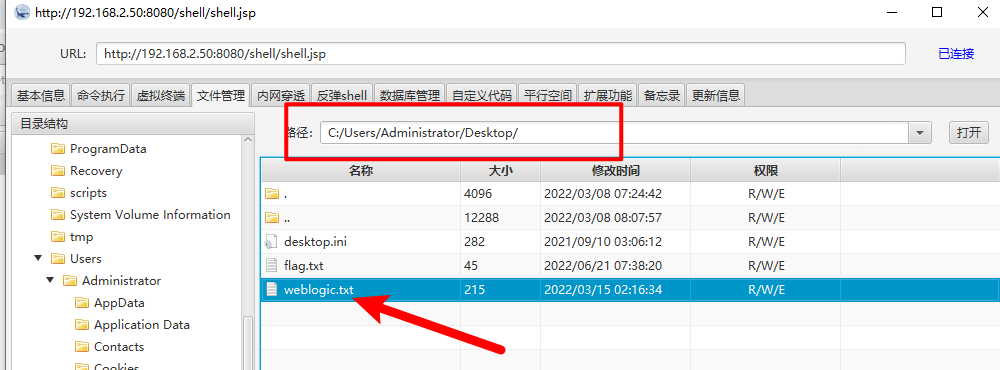 http://192.168.2.50:8080/shell/shell.jsp
URL: http://192.168.2.50:8080/shell/shell.jsp 已连接
基本信息 命令执行 虚拟终端 文件管理 内网穿透 反弹shell 数据库管理 自定义代码 平行空间 扩展功能 备忘录 更新信息
目录结构
路径: C:/Users/Administrator/Desktop/ 打开
ProgramData
Recovery
scripts
System Volume Information
tmp
Users
Administrator
AppData
Application Data
Contacts
Cookies
名称 大小 修改时间 权限
. 4096 2022/03/08 07:24:42 R/W/E
.. 12288 2022/03/08 08:07:57 R/W/E
desktop.ini 282 2021/09/10 03:06:12 R/W/E
flag.txt 45 2022/06/21 07:38:20 R/W/E
weblogic.txt 215 2022/03/15 02:16:34 R/W/E